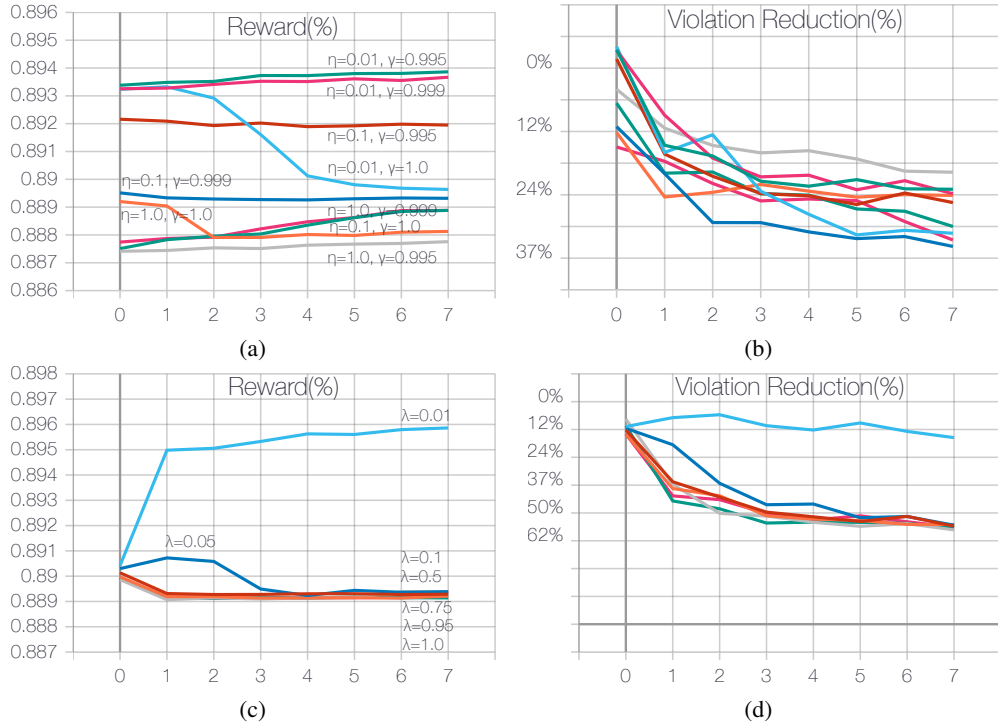 Reward(%)
0.896
0.895
0.894
0.893
0.892
0.891
0.89
0.889
0.888
0.887
0.886
η=0.01, γ=0.995
η=0.01, γ=0.999
η=0.1, γ=0.995
η=0.01, γ=1.0
η=0.1, γ=0.999
η=1.0, γ=1.0
η=1.0, γ=0.999
η=0.1, γ=1.0
η=1.0, γ=0.995
0 1 2 3 4 5 6 7
(a)
Violation Reduction(%)
0%
12%
24%
37%
0 1 2 3 4 5 6 7
(b)
Reward(%)
0.898
0.897
0.896
0.895
0.894
0.893
0.892
0.891
0.89
0.889
0.888
0.887
λ=0.01
λ=0.05
λ=0.1
λ=0.5
λ=0.75
λ=0.95
λ=1.0
0 1 2 3 4 5 6 7
(c)
Violation Reduction(%)
0%
12%
24%
37%
50%
62%
0 1 2 3 4 5 6 7
(d)